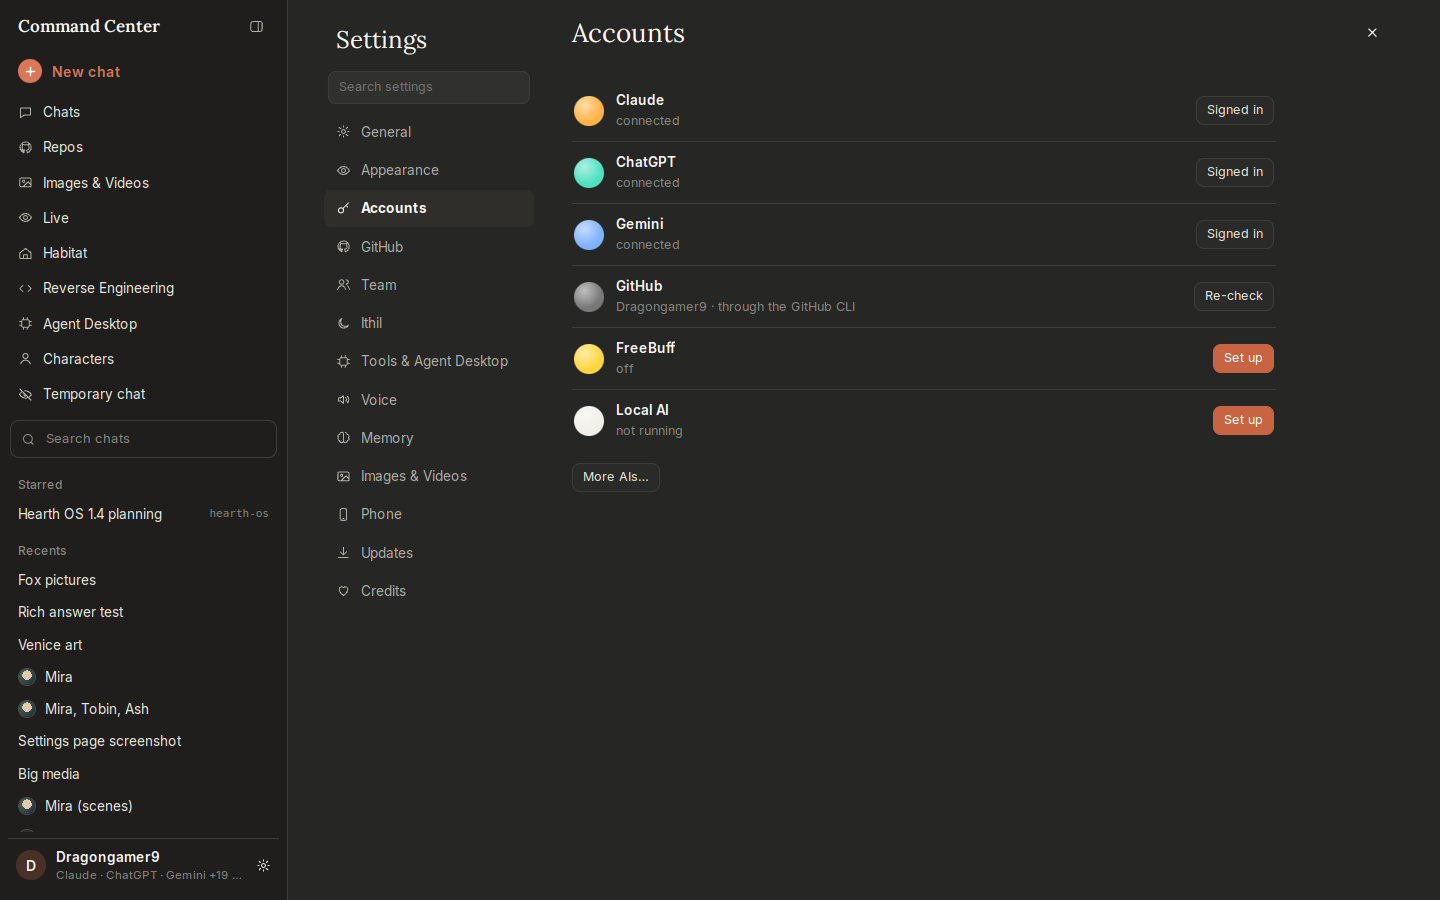 Command Center
New chat
Chats
Repos
Images & Videos
Live
Habitat
Reverse Engineering
Agent Desktop
Characters
Temporary chat
Search chats
Starred
Hearth OS 1.4 planning hearth-os
Recents
Fox pictures
Rich answer test
Venice art
Mira
Mira, Tobin, Ash
Settings page screenshot
Big media
Mira (scenes)
D
Dragongamer9
Claude · ChatGPT · Gemini +19 ...
Settings
Search settings
General
Appearance
Accounts
GitHub
Team
Ithil
Tools & Agent Desktop
Voice
Memory
Images & Videos
Phone
Updates
Credits
Accounts
Claude
connected
Signed in
ChatGPT
connected
Signed in
Gemini
connected
Signed in
GitHub
Dragongamer9 · through the GitHub CLI
Re-check
FreeBuff
off
Set up
Local AI
not running
Set up
More AIs...